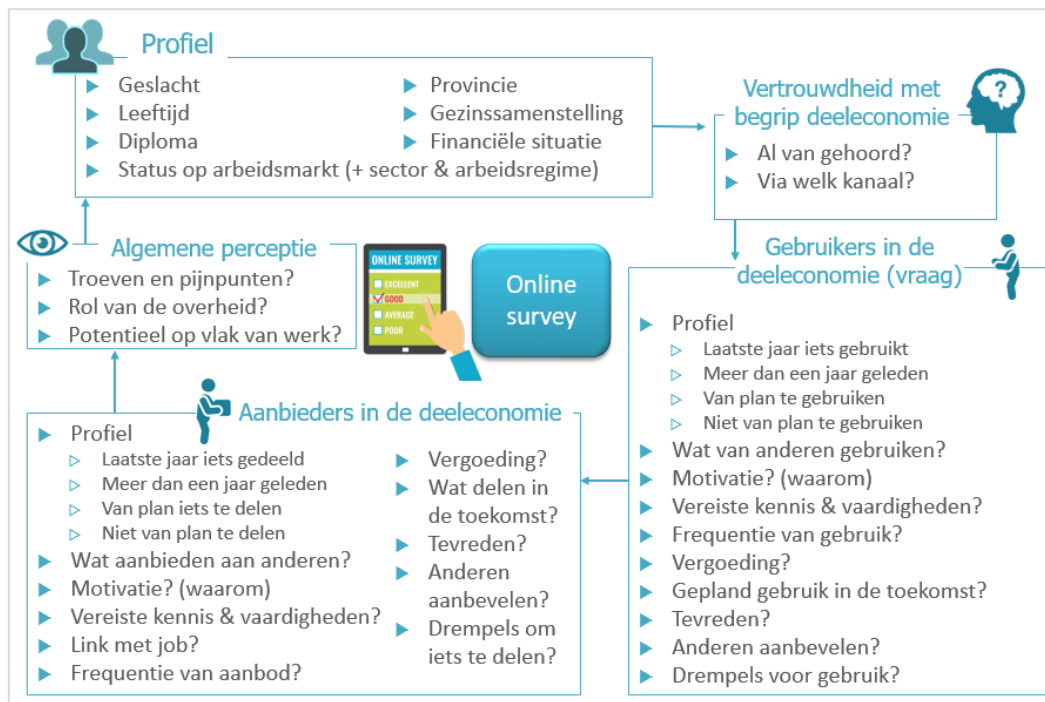 Profiel
Geslacht
Leeftijd
Diploma
Status op arbeidsmarkt (+ sector & arbeidsregime)
Provincie
Gezinssamenstelling
Financiële situatie
Vertrouwdheid met
begrip deeleconomie
?
Al van gehoord?
Via welk kanaal?
Gebruikers in de
deeleconomie (vraag)
Profiel
Laatste jaar iets gebruikt
Meer dan een jaar geleden
Van plan te gebruiken
Niet van plan te gebruiken
Wat van anderen gebruiken?
Motivatie? (waarom)
Vereiste kennis & vaardigheden?
Frequentie van gebruik?
Vergoeding?
Gepland gebruik in de toekomst?
Tevreden?
Anderen aanbevelen?
Drempels voor gebruik?
Aanbieders in de deeleconomie
Profiel
Laatste jaar iets gedeeld
Meer dan een jaar geleden
Van plan iets te delen
Niet van plan te delen
Wat aanbieden aan anderen?
Motivatie? (waarom)
Vereiste kennis & vaardigheden?
Link met job?
Frequentie van aanbod?
Vergoeding?
Wat delen in
de toekomst?
Tevreden?
Anderen
aanbevelen?
Drempels om
iets te delen?
Algemene perceptie
Troeven en pijnpunten?
Rol van de overheid?
Potentieel op vlak van werk?
ONLINE SURVEY
EXCELLENT
GOOD
AVERAGE
POOR
Online
survey